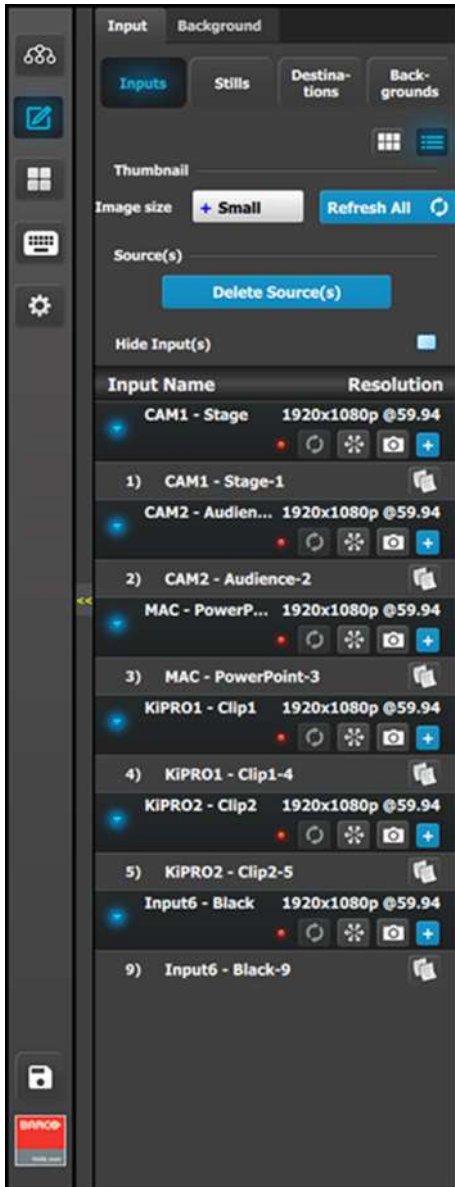 Input Background
Inputs Stills Destina-
tions Back-
grounds
Thumbnail
Image size + Small Refresh All
Source(s)
Delete Source(s)
Hide Input(s)
Input Name Resolution
CAM1 - Stage 1920x1080p @59.94
1) CAM1 - Stage-1
CAM2 - Audien... 1920x1080p @59.94
2) CAM2 - Audience-2
<<
MAC - PowerP... 1920x1080p @59.94
3) MAC - PowerPoint-3
KiPRO1 - Clip1 1920x1080p @59.94
4) KiPRO1 - Clip1-4
KiPRO2 - Clip2 1920x1080p @59.94
5) KiPRO2 - Clip2-5
Input6 - Black 1920x1080p @59.94
9) Input6 - Black-9
BARCO